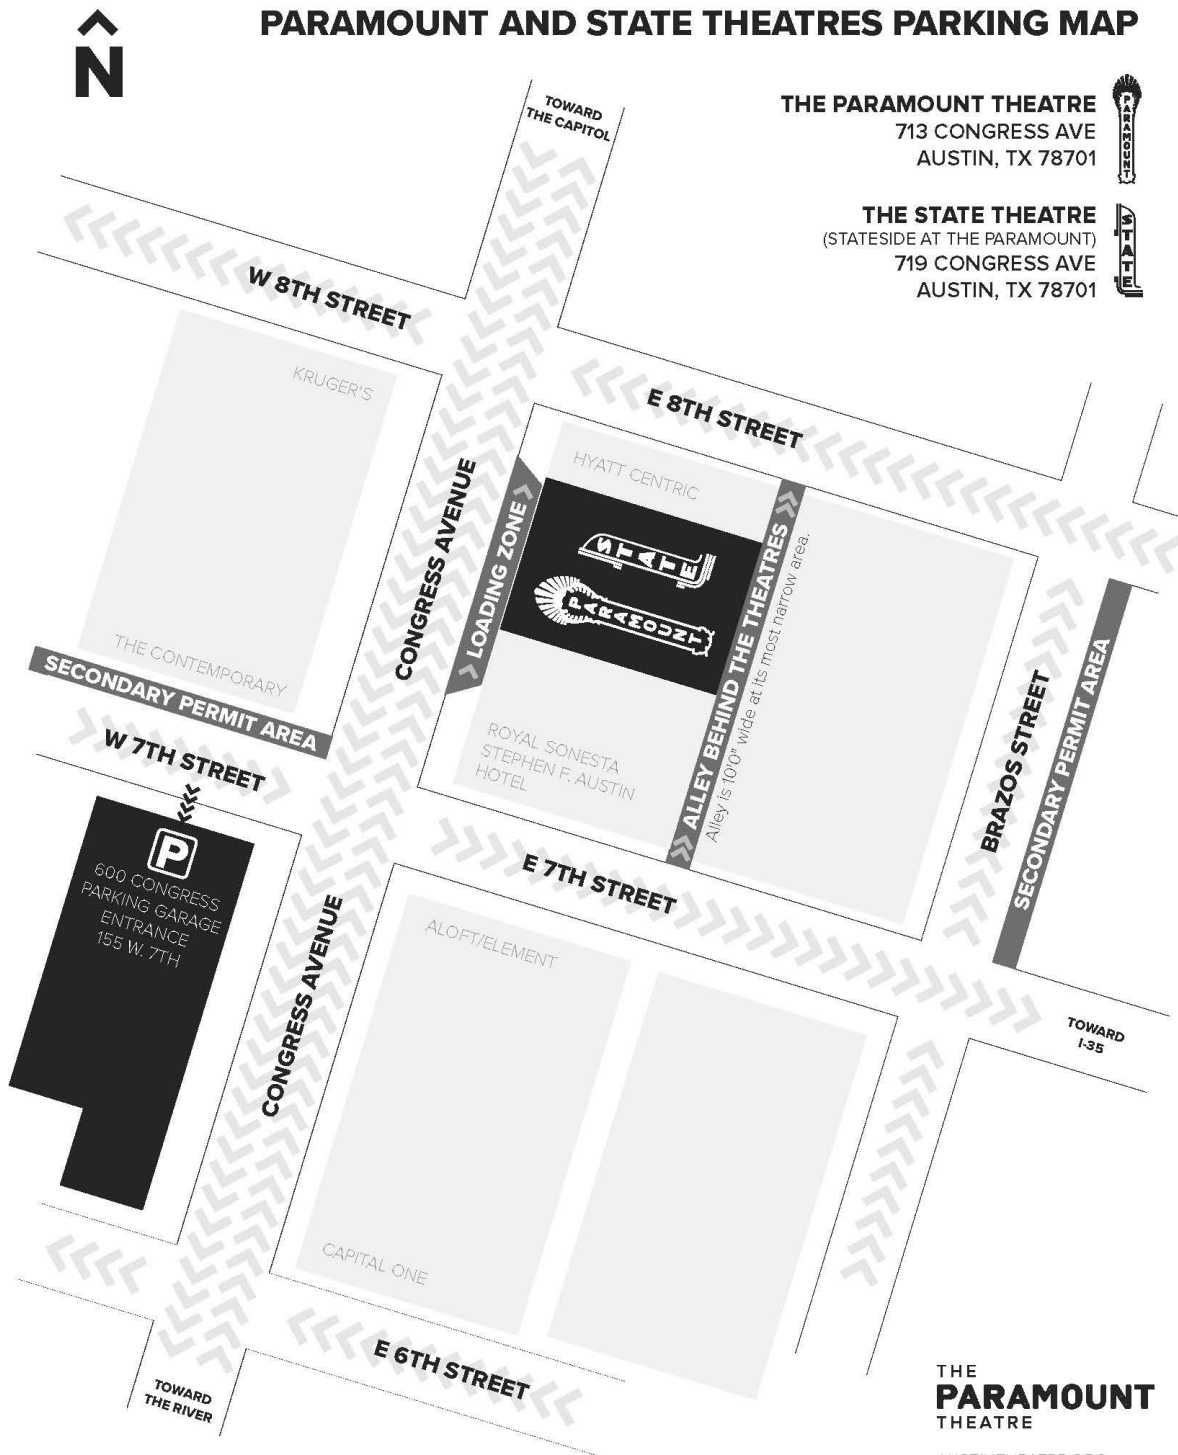 PARAMOUNT AND STATE THEATRES PARKING MAP
N
TOWARD
THE CAPITOL
THE PARAMOUNT THEATRE
713 CONGRESS AVE
AUSTIN, TX 78701
PARAMOUNT
THE STATE THEATRE
(STATESIDE AT THE PARAMOUNT)
719 CONGRESS AVE
AUSTIN, TX 78701
STATE
W 8TH STREET
E 8TH STREET
KRUGER'S
HYATT CENTRIC
CONGRESS AVENUE
LOADING ZONE
STATE
PARAMOUNT
ALLEY BEHIND THE THEATRES
Alley is 10'0" wide at its most narrow area.
THE CONTEMPORARY
SECONDARY PERMIT AREA
W 7TH STREET
ROYAL SONESTA
STEPHEN F. AUSTIN
HOTEL
BRAZOS STREET
SECONDARY PERMIT AREA
P
600 CONGRESS
PARKING GARAGE
ENTRANCE
155 W. 7TH
E 7TH STREET
CONGRESS AVENUE
ALOFT/ELEMENT
TOWARD
I-35
CAPITAL ONE
E 6TH STREET
TOWARD
THE RIVER
THE
PARAMOUNT
THEATRE